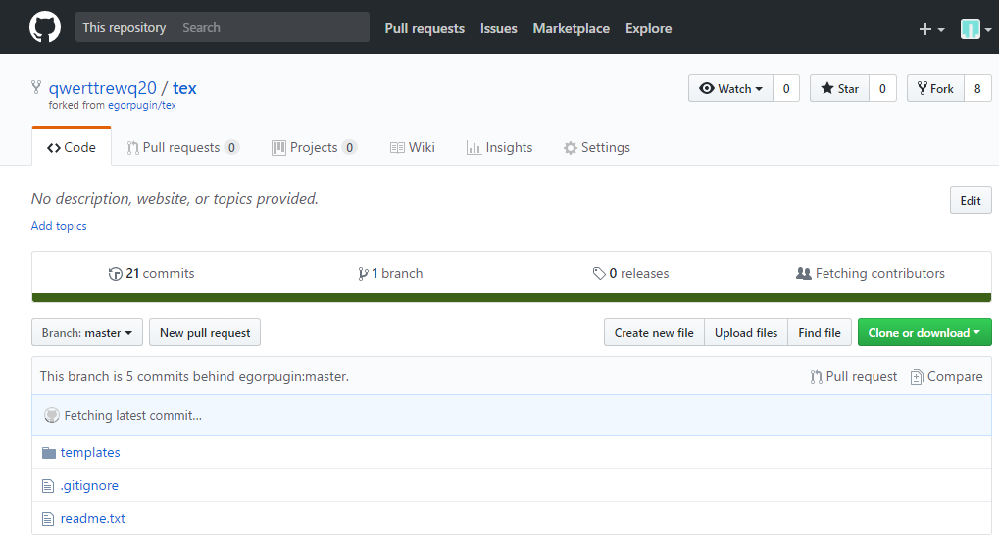 This repository Search Pull requests Issues Marketplace Explore
qwerttrewq20 / tex Watch 0 Star 0 Fork 8
forked from egorpugin/tex
Code Pull requests 0 Projects 0 Wiki Insights Settings
No description, website, or topics provided. Edit
Add topics
21 commits 1 branch 0 releases Fetching contributors
Branch: master New pull request Create new file Upload files Find file Clone or download
This branch is 5 commits behind egorpugin:master. Pull request Compare
Fetching latest commit...
templates
.gitignore
readme.txt